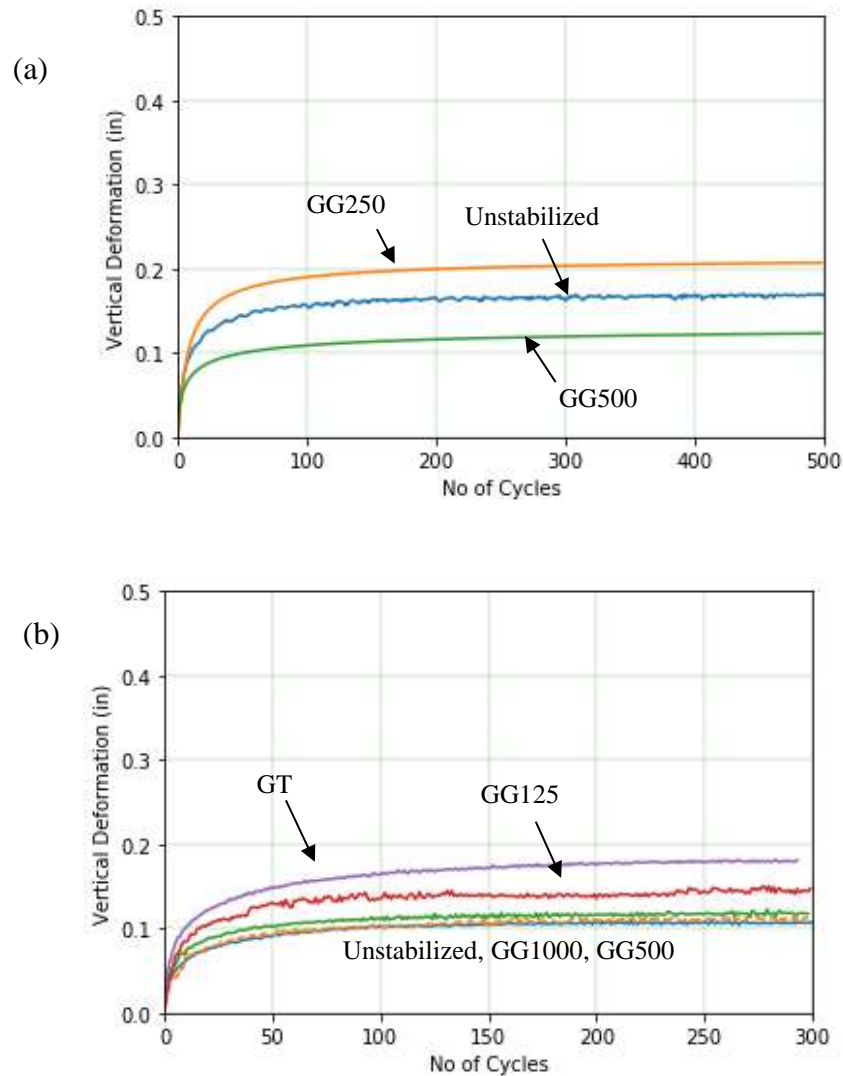 (a)
0.5
0.4
0.3
0.2
0.1
0.0
Vertical Deformation (in)
GG250
Unstabilized
GG500
0 100 200 300 400 500
No of Cycles
(b)
0.5
0.4
0.3
0.2
0.1
0.0
Vertical Deformation (in)
GT
GG125
Unstabilized, GG1000, GG500
0 50 100 150 200 250 300
No of Cycles